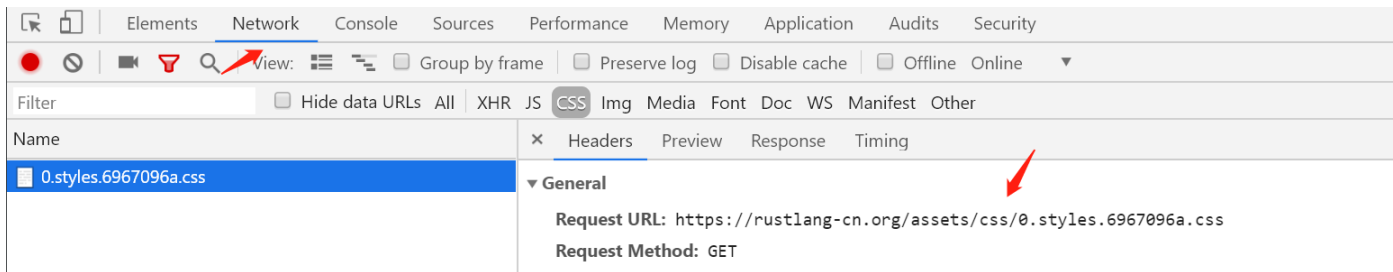 Elements Network Console Sources Performance Memory Application Audits Security
View: Group by frame Preserve log Disable cache Offline Online
Filter Hide data URLs All XHR JS CSS Img Media Font Doc WS Manifest Other
Name
Headers Preview Response Timing
0.styles.6967096a.css
General
Request URL: https://rustlang-cn.org/assets/css/0.styles.6967096a.css
Request Method: GET